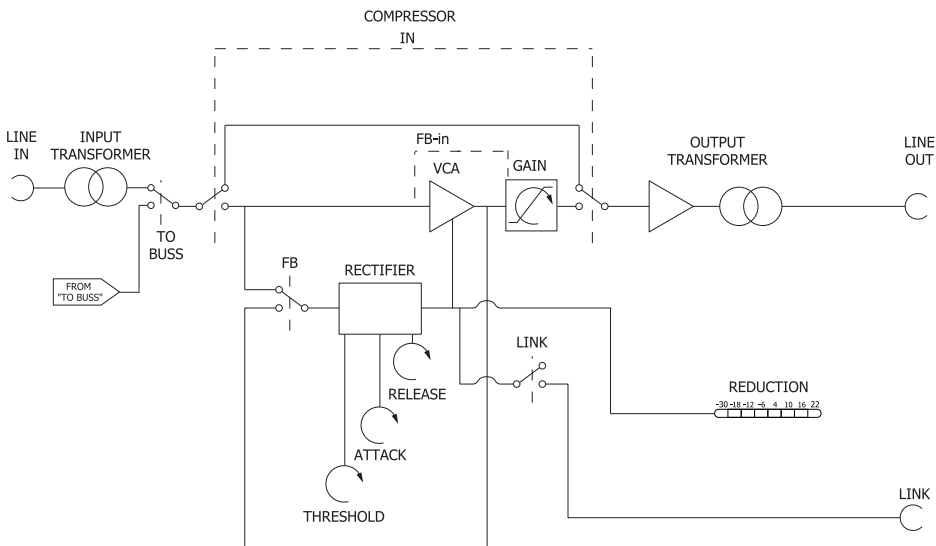 COMPRESSOR
IN
LINE
IN
INPUT
TRANSFORMER
FB-in
VCA
GAIN
OUTPUT
TRANSFORMER
LINE
OUT
TO
BUSS
FROM
"TO BUSS"
FB
RECTIFIER
LINK
RELEASE
REDUCTION
-30 -18 -12 -6 4 10 16 22
ATTACK
THRESHOLD
LINK